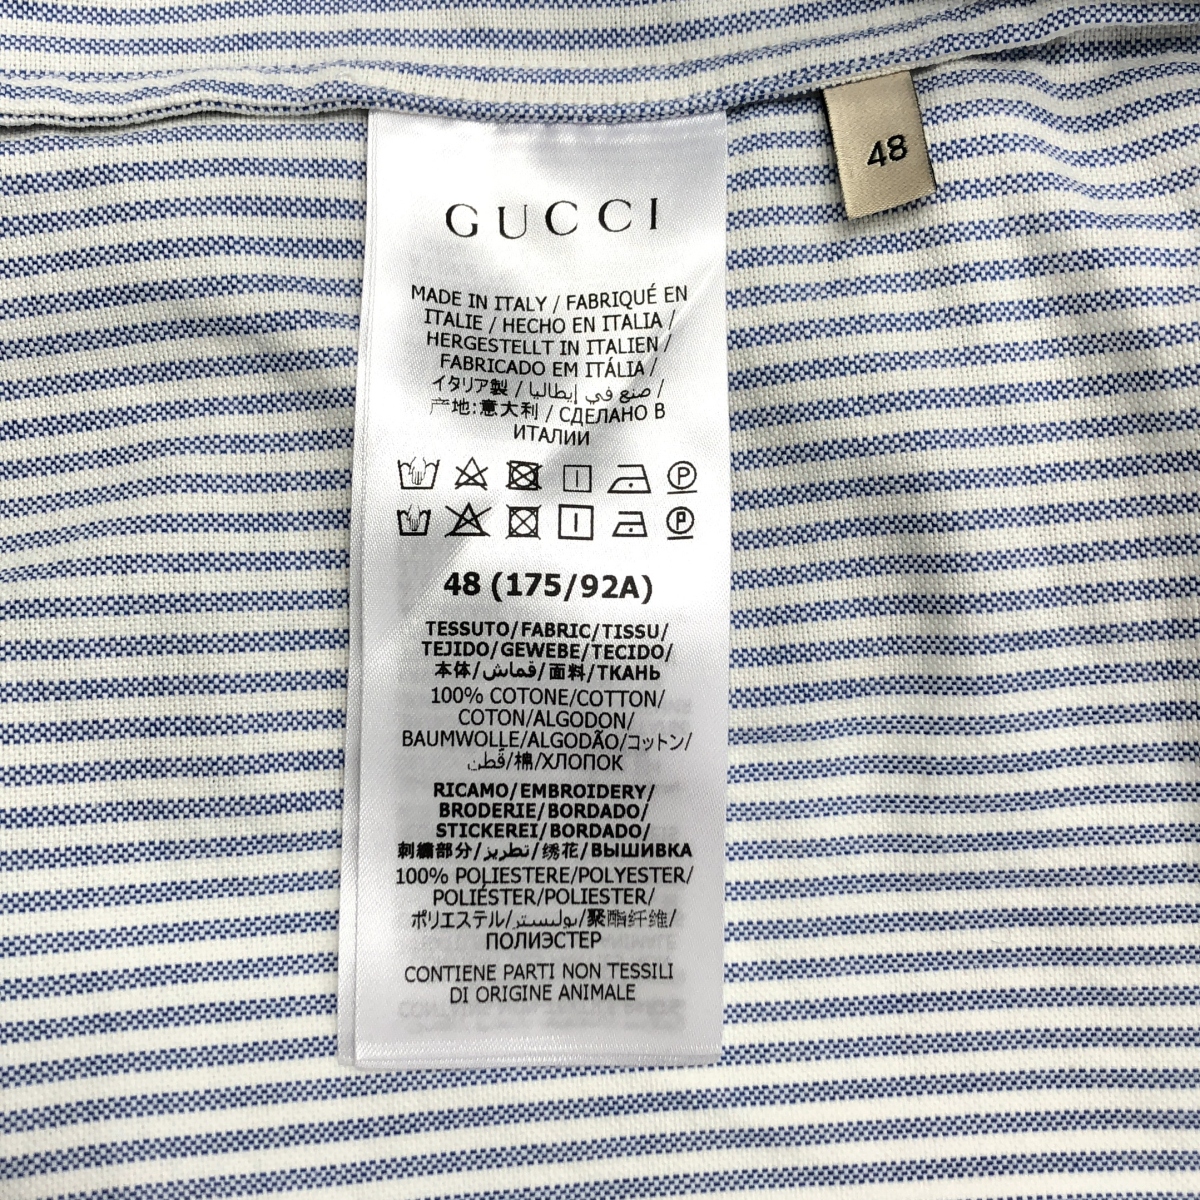 48
GUCCI
MADE IN ITALY / FABRIQUÉ EN
ITALIE / HECHO EN ITALIA /
HERGESTELLT IN ITALIEN /
FABRICADO EM ITÁLIA /
イタリア製 / صنع في إيطاليا /
产地:意大利 / СДЕЛАНО В
ИТАЛИИ
P
P
48 (175/92A)
TESSUTO/FABRIC/TISSU/
TEJIDO/GEWEBE/TECIDO/
本体/قماش/面料/ТКАНЬ
100% COTONE/COTTON/
COTON/ALGODON/
BAUMWOLLE/ALGODÃO/コットン/
قطن/棉/ХЛОПОК
RICAMO/EMBROIDERY/
BRODERIE/BORDADO/
STICKEREI/BORDADO/
刺繍部分/تطريز/绣花/ВЫШИВКА
100% POLIESTERE/POLYESTER/
POLIÉSTER/POLIESTER/
ポリエステル/بوليستر/聚酯纤维/
ПОЛИЭСТЕР
CONTIENE PARTI NON TESSILI
DI ORIGINE ANIMALE